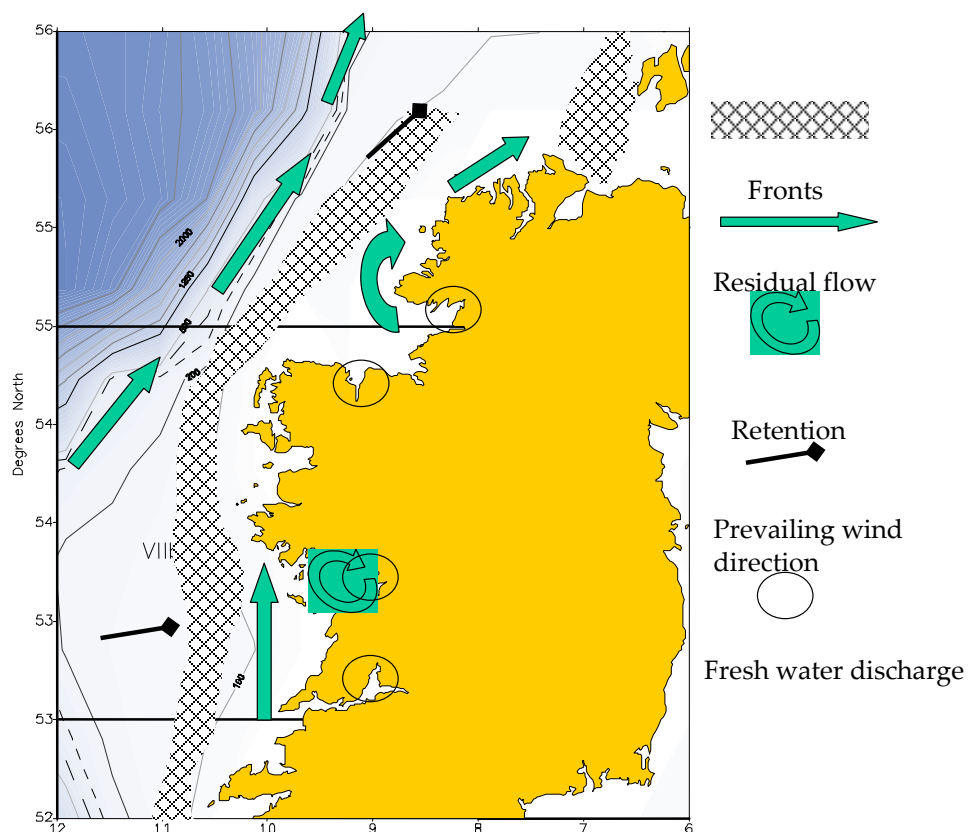 56
56
55
55
54
54
53
53
52
Degrees North
2000
200
100
12 11 10 9 8 7 6
Fronts
Residual flow
Retention
Prevailing wind
direction
Fresh water discharge